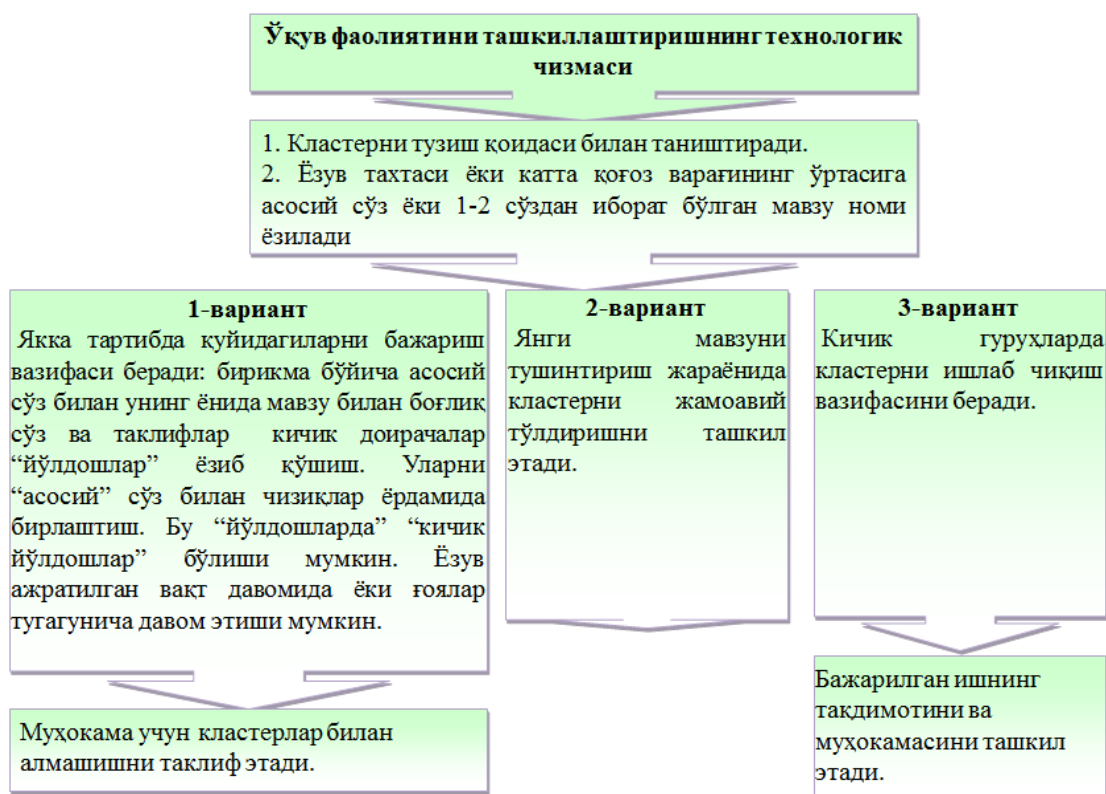 Ўқув фаолиятини ташкиллаштиришнинг технологик
чизмаси
1. Кластерни тузиш қоидаси билан таништиради.
2. Ёзув тахтаси ёки катта қоғоз варағининг ўртасига
асосий сўз ёки 1-2 сўздан иборат бўлган мавзу номи
ёзилади
1-вариант
Якка тартибда қуйидагиларни бажариш
вазифаси беради: бирикма бўйича асосий
сўз билан унинг ёнида мавзу билан боғлиқ
сўз ва таклифлар кичик доирачалар
“йўлдошлар” ёзиб қўшиш. Уларни
“асосий” сўз билан чизиқлар ёрдамида
бирлаштиш. Бу “йўлдошларда” “кичик
йўлдошлар” бўлиши мумкин. Ёзув
ажратилган вақт давомида ёки ғоялар
тугагунича давом этиши мумкин.
Муҳокама учун кластерлар билан
алмашишни таклиф этади.
2-вариант
Янги мавзуни
тушинтириш жараёнида
кластерни жамоавий
тўлдиришни ташкил
этади.
3-вариант
Кичик гуруҳларда
кластерни ишлаб чиқиш
вазифасини беради.
Бажарилган ишнинг
тақдимотини ва
муҳокамасини ташкил
этади.